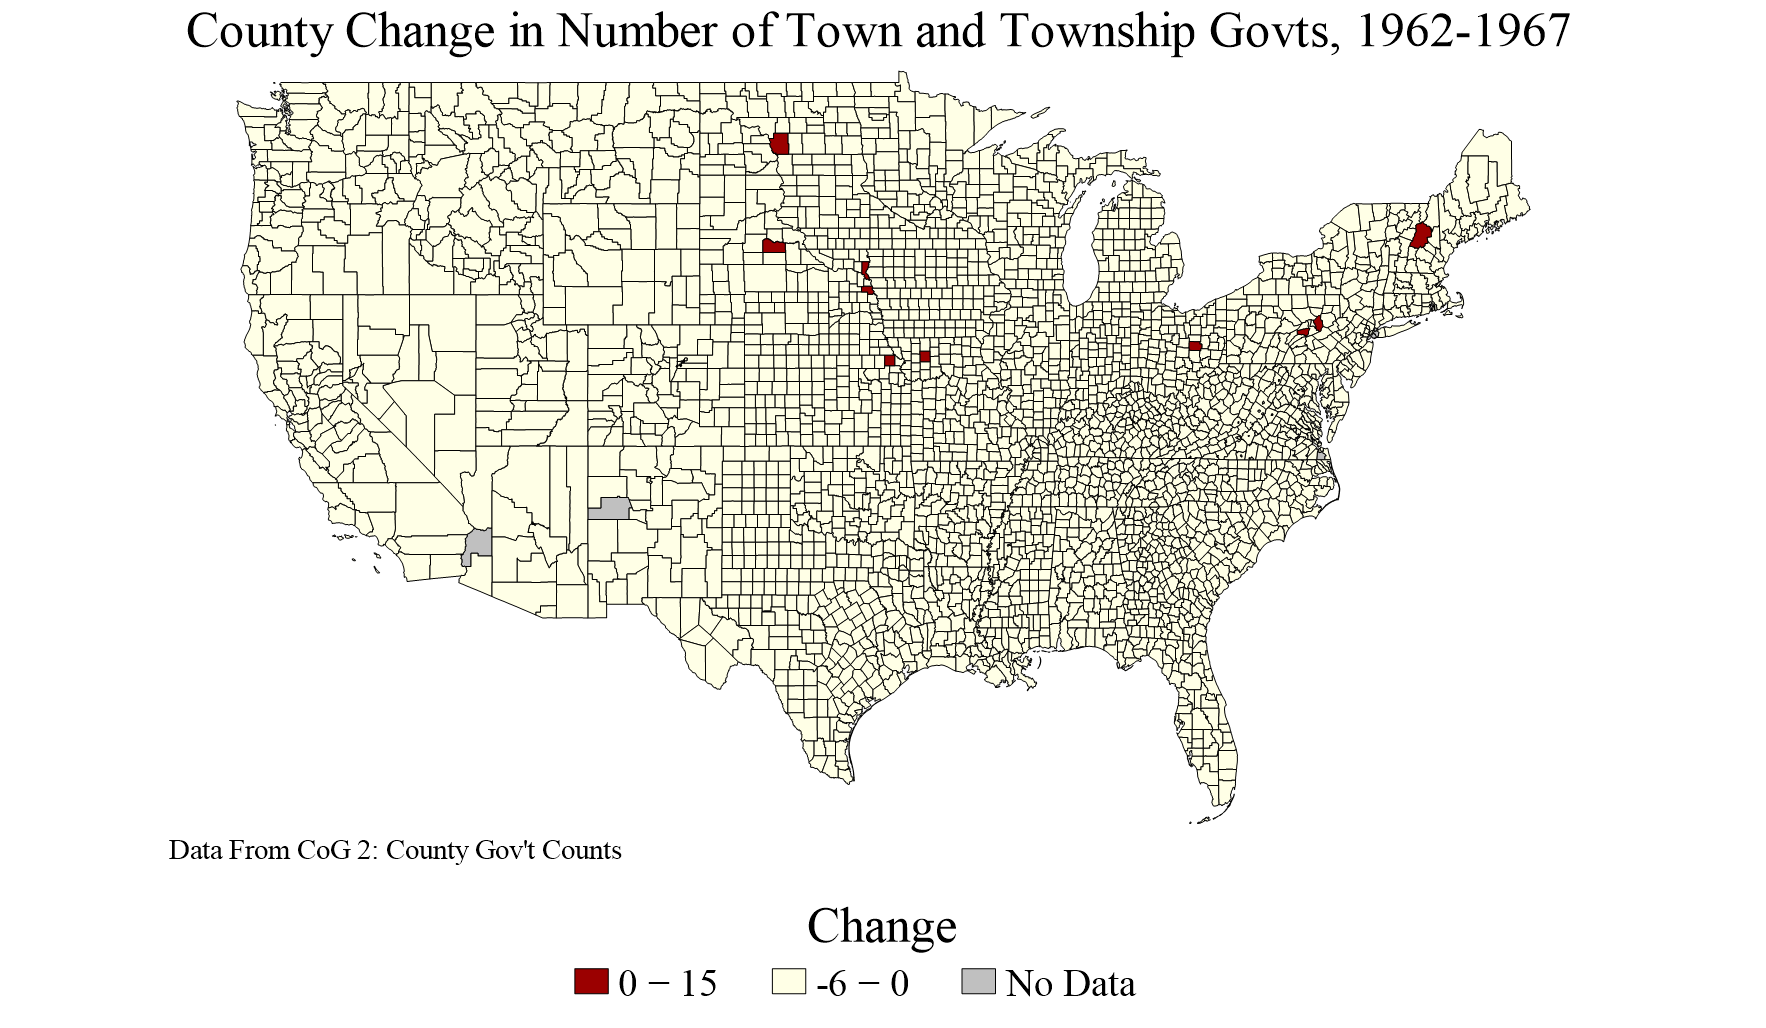 County Change in Number of Town and Township Govts, 1962-1967
Data From CoG 2: County Gov't Counts
Change
0 − 15 -6 − 0 No Data